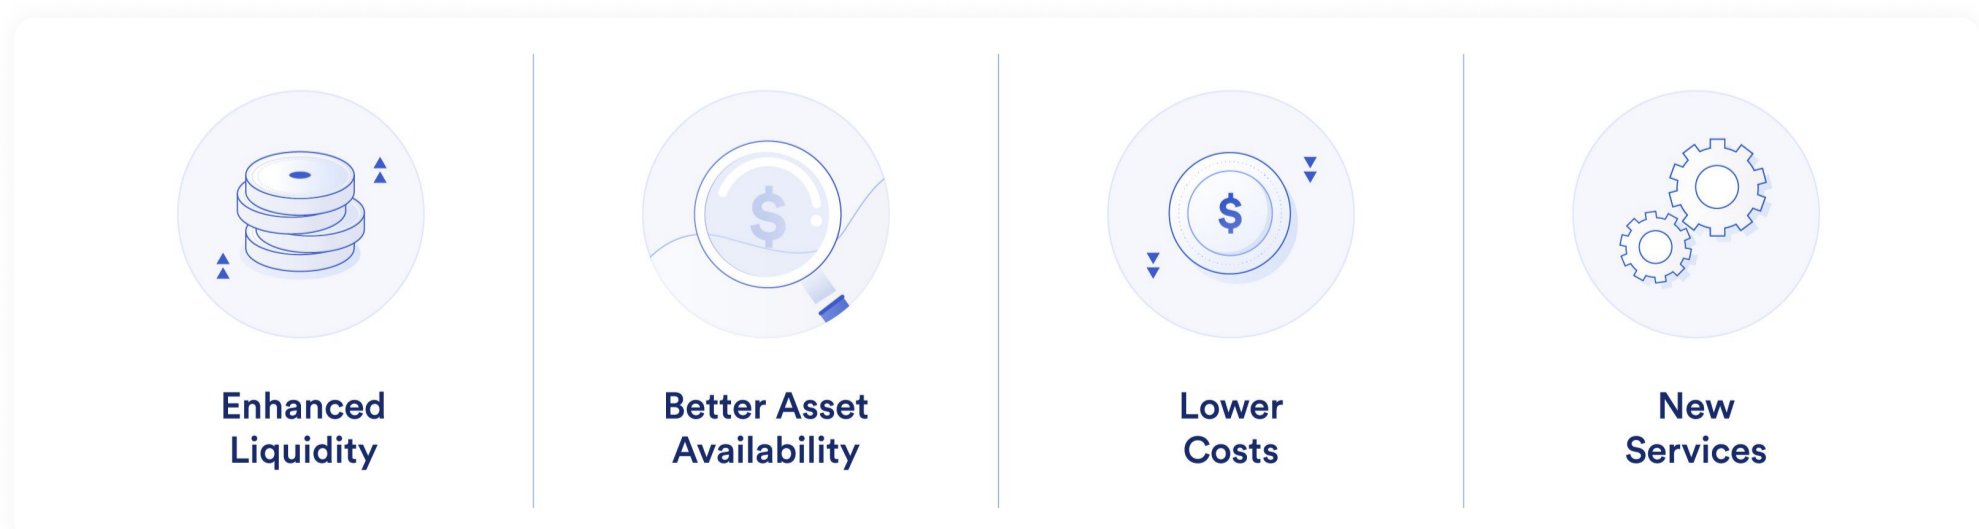 Enhanced
Liquidity
Better Asset
Availability
Lower
Costs
New
Services
$
$